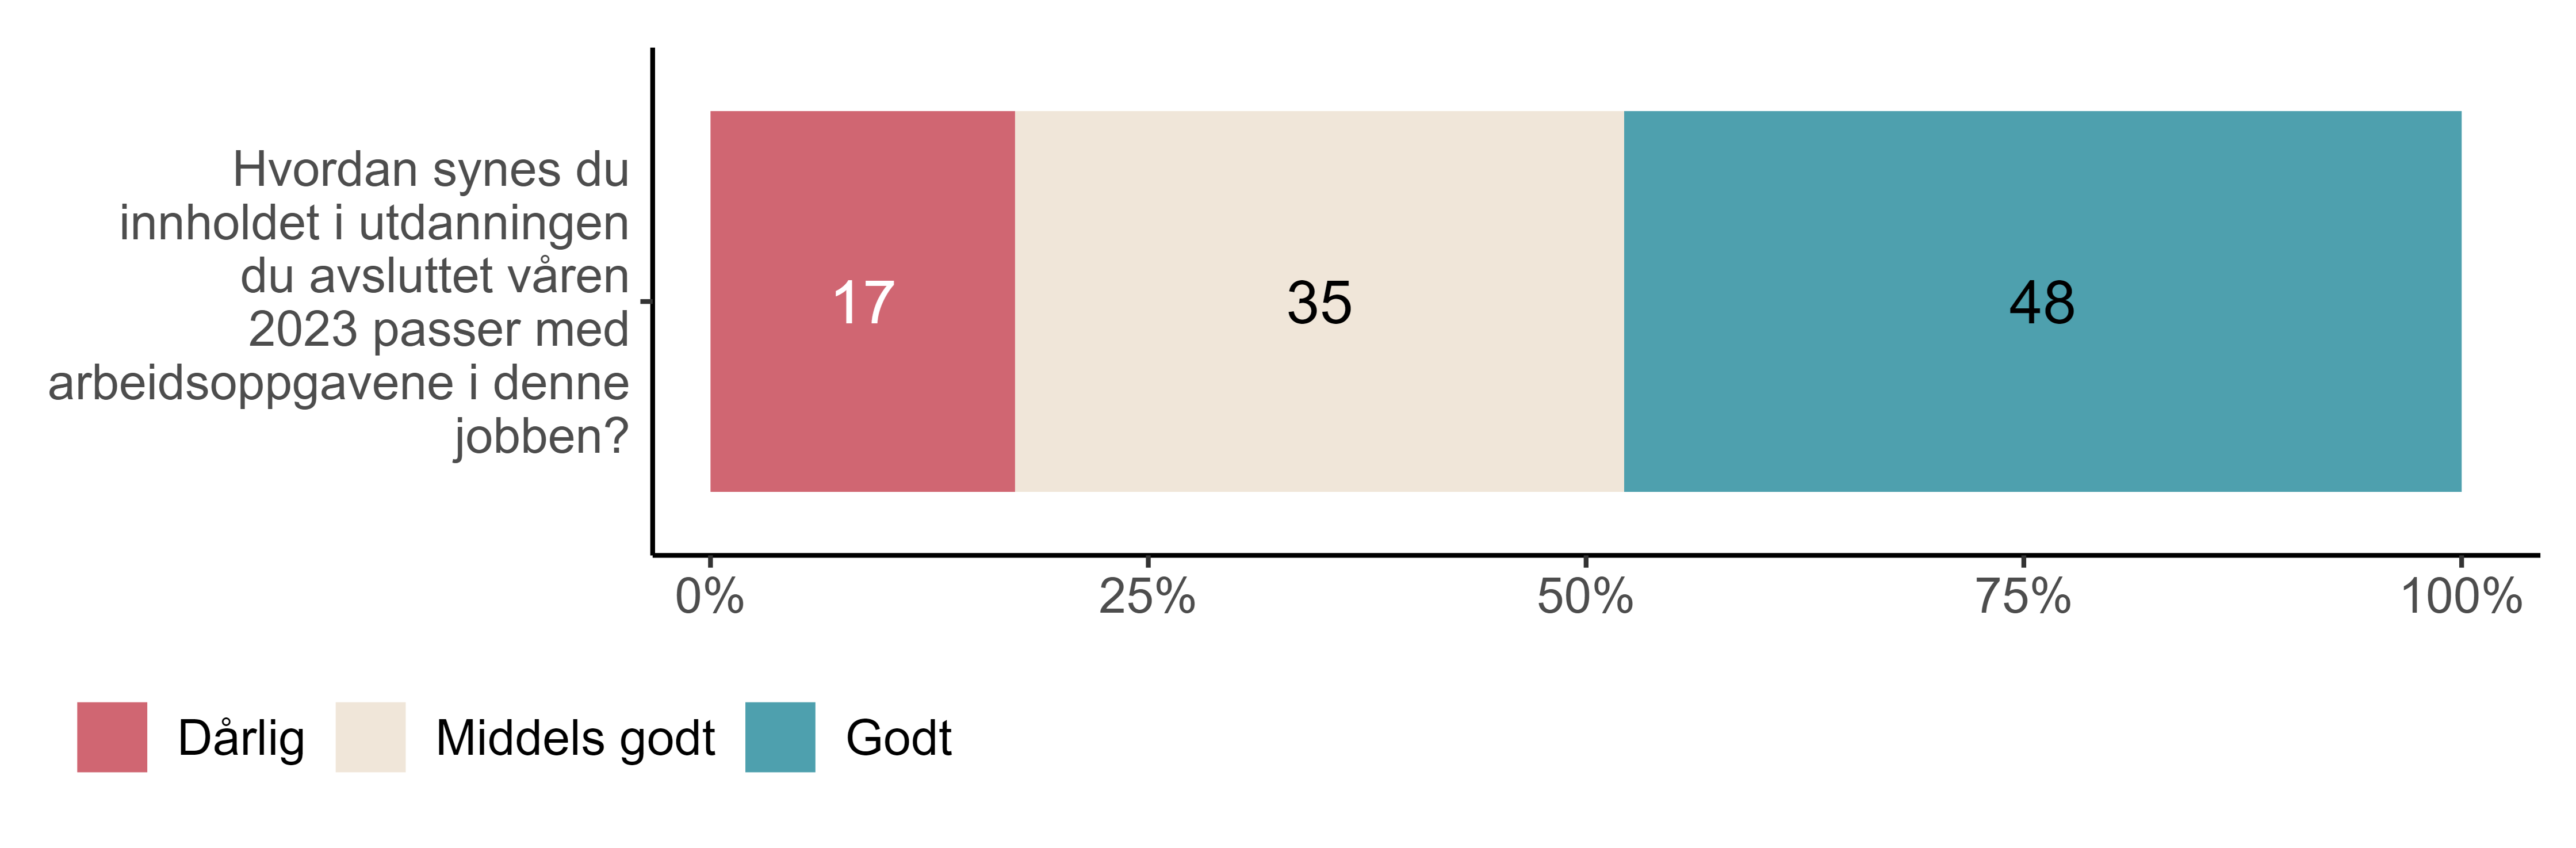 Hvordan synes du
innholdet i utdanningen
du avsluttet våren
2023 passer med
arbeidsoppgavene i denne
jobben?
17
35
48
0%
25%
50%
75%
100%
Dårlig
Middels godt
Godt